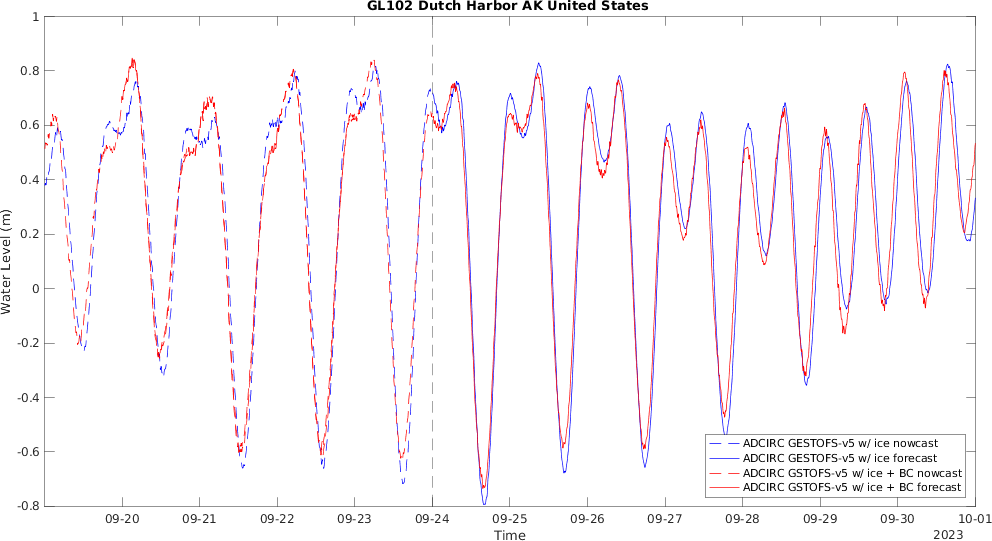 GL102 Dutch Harbor AK United States
1
0.8
0.6
0.4
0.2
0
-0.2
-0.4
-0.6
-0.8
Water Level (m)
ADCIRC GESTOFS-v5 w/ ice nowcast
ADCIRC GESTOFS-v5 w/ ice forecast
ADCIRC GSTOFS-v5 w/ ice + BC nowcast
ADCIRC GSTOFS-v5 w/ ice + BC forecast
09-20 09-21 09-22 09-23 09-24 09-25 09-26 09-27 09-28 09-29 09-30 10-01
Time
2023